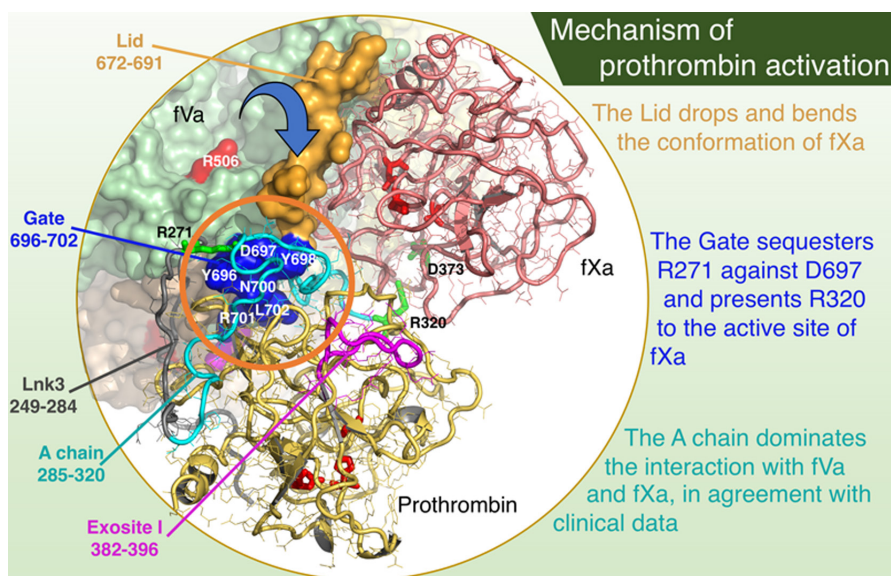 Mechanism of
prothrombin activation
Lid
672-691
fVa
R506
The Lid drops and bends
the conformation of fXa
Gate
696-702
R271
D697
Y698
Y696
N700
R701
L702
D373
fXa
R320
The Gate sequesters
R271 against D697
and presents R320
to the active site of
fXa
Lnk3
249-284
A chain
285-320
Exosite I
382-396
Prothrombin
The A chain dominates
the interaction with fVa
and fXa, in agreement with
clinical data